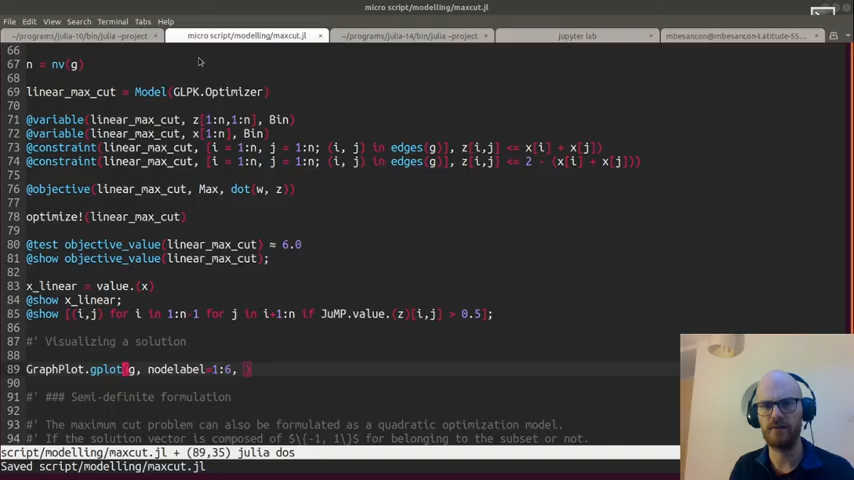 micro script/modelling/maxcut.jl
File Edit View Search Terminal Tabs Help
~/programs/julia-10/bin/julia --project × micro script/modelling/maxcut.jl × ~/programs/julia-14/bin/julia --project × jupyter lab × mbesancon@mbesancon-Latitude-55... ×
66
67 n = nv(g)
68
69 linear_max_cut = Model(GLPK.Optimizer)
70
71 @variable(linear_max_cut, z[1:n,1:n], Bin)
72 @variable(linear_max_cut, x[1:n], Bin)
73 @constraint(linear_max_cut, [i = 1:n, j = 1:n; (i, j) in edges(g)], z[i,j] <= x[i] + x[j])
74 @constraint(linear_max_cut, [i = 1:n, j = 1:n; (i, j) in edges(g)], z[i,j] <= 2 - (x[i] + x[j]))
75
76 @objective(linear_max_cut, Max, dot(w, z))
77
78 optimize!(linear_max_cut)
79
80 @test objective_value(linear_max_cut) ≈ 6.0
81 @show objective_value(linear_max_cut);
82
83 x_linear = value.(x)
84 @show x_linear;
85 @show [(i,j) for i in 1:n-1 for j in i+1:n if JuMP.value.(z)[i,j] > 0.5];
86
87 #' Visualizing a solution
88
89 GraphPlot.gplot(g, nodelabel=1:6, )
90
91 #' ### Semi-definite formulation
92
93 #' The maximum cut problem can also be formulated as a quadratic optimization model.
94 #' If the solution vector is composed of $\{-1, 1\}$ for belonging to the subset or not.
script/modelling/maxcut.jl + (89,35) julia dos
Saved script/modelling/maxcut.jl